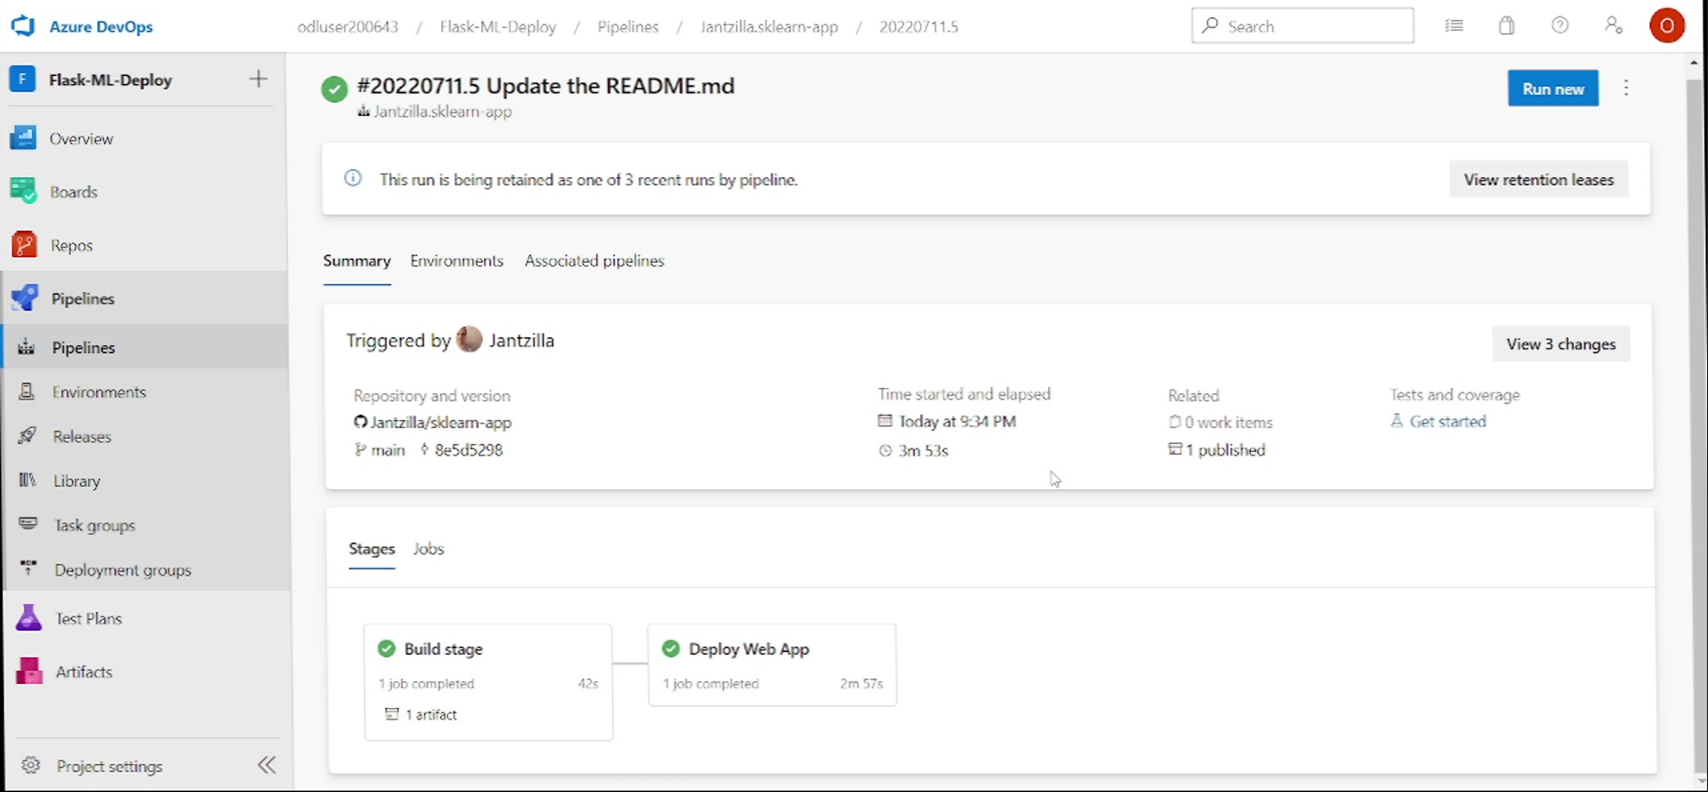 Azure DevOps odluser200643 / Flask-ML-Deploy / Pipelines / Jantzilla.sklearn-app / 20220711.5 Search O
F Flask-ML-Deploy
Overview
Boards
Repos
Pipelines
Pipelines
Environments
Releases
Library
Task groups
Deployment groups
Test Plans
Artifacts
Project settings
#20220711.5 Update the README.md
Jantzilla.sklearn-app
Run new
This run is being retained as one of 3 recent runs by pipeline.
View retention leases
Summary Environments Associated pipelines
Triggered by Jantzilla
View 3 changes
Repository and version
Jantzilla/sklearn-app
main 8e5d5298
Time started and elapsed
Today at 9:34 PM
3m 53s
Related
0 work items
1 published
Tests and coverage
Get started
Stages Jobs
Build stage
1 job completed 42s
1 artifact
Deploy Web App
1 job completed 2m 57s